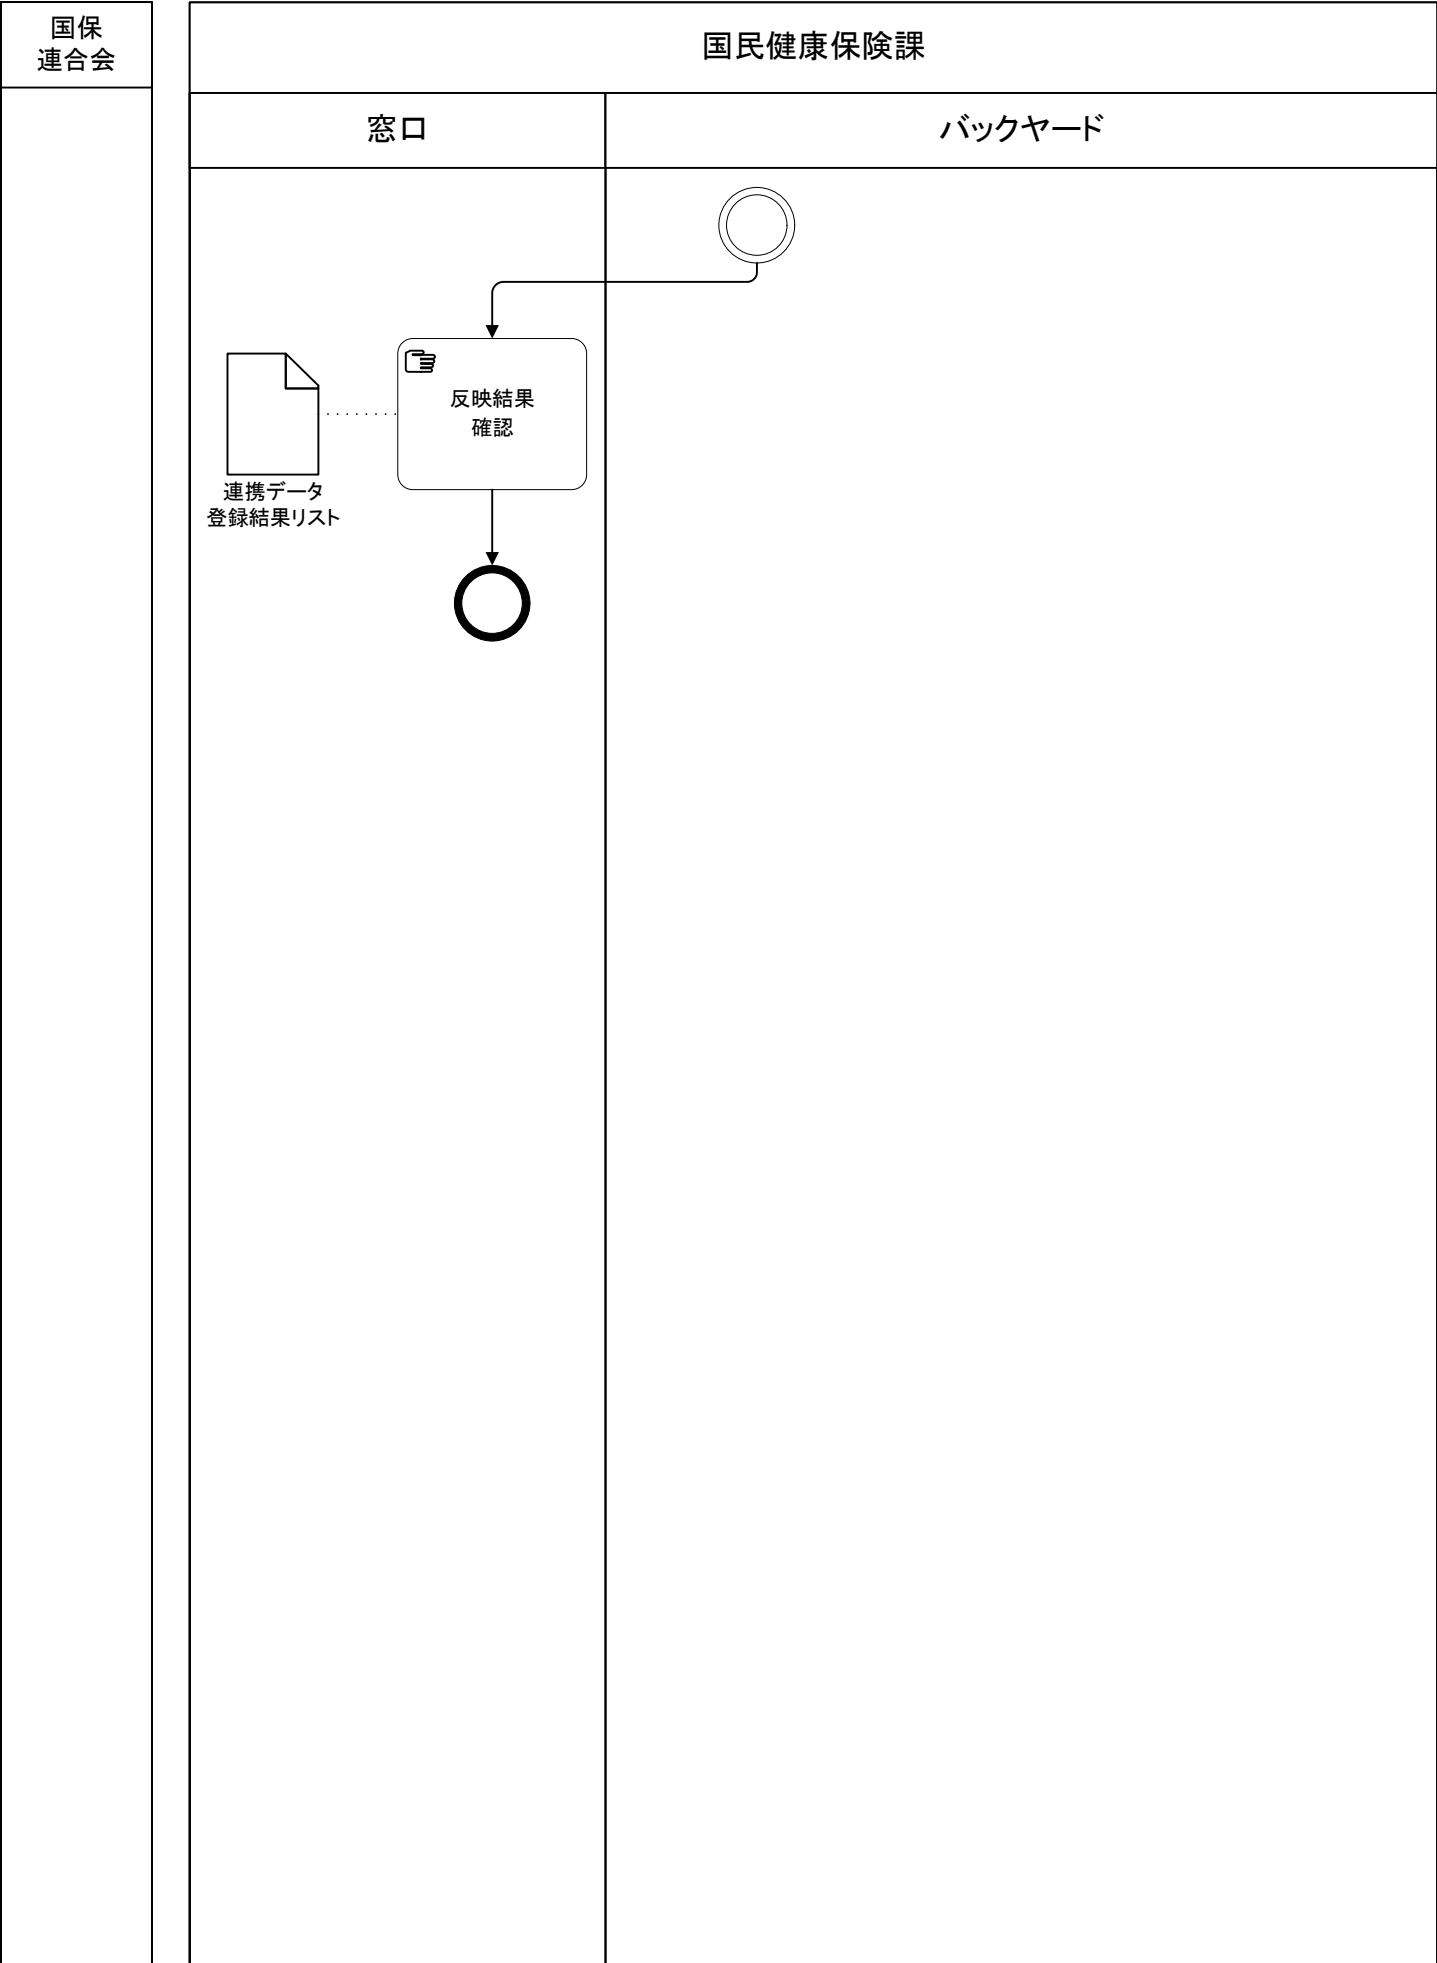 国保
連合会
国民健康保険課
窓口
バックヤード
反映結果
確認
連携データ
登録結果リスト